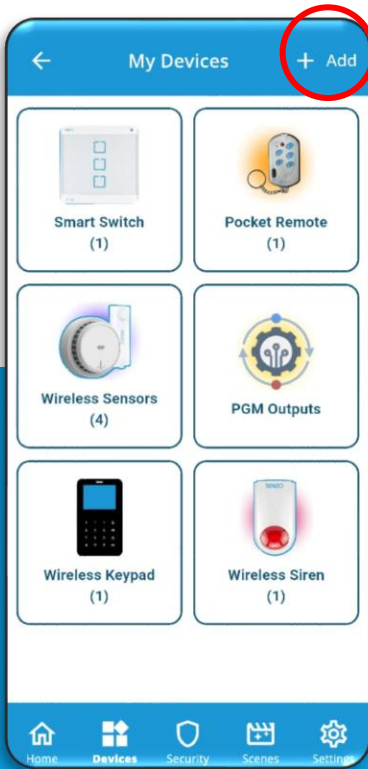 My Devices
+ Add
Smart Switch
(1)
Pocket Remote
(1)
Wireless Sensors
(4)
PGM Outputs
Wireless Keypad
(1)
Wireless Siren
(1)
Home
Devices
Security
Scenes
Settings